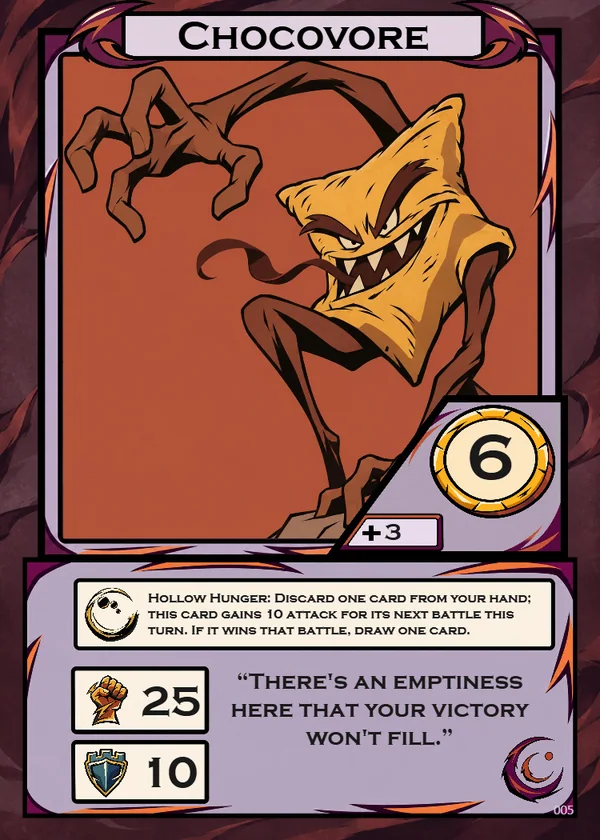 Chocovore
6
+3
Hollow Hunger: Discard one card from your hand;
this card gains 10 attack for its next battle this
turn. If it wins that battle, draw one card.
25
10
“There's an emptiness
here that your victory
won't fill.”
005